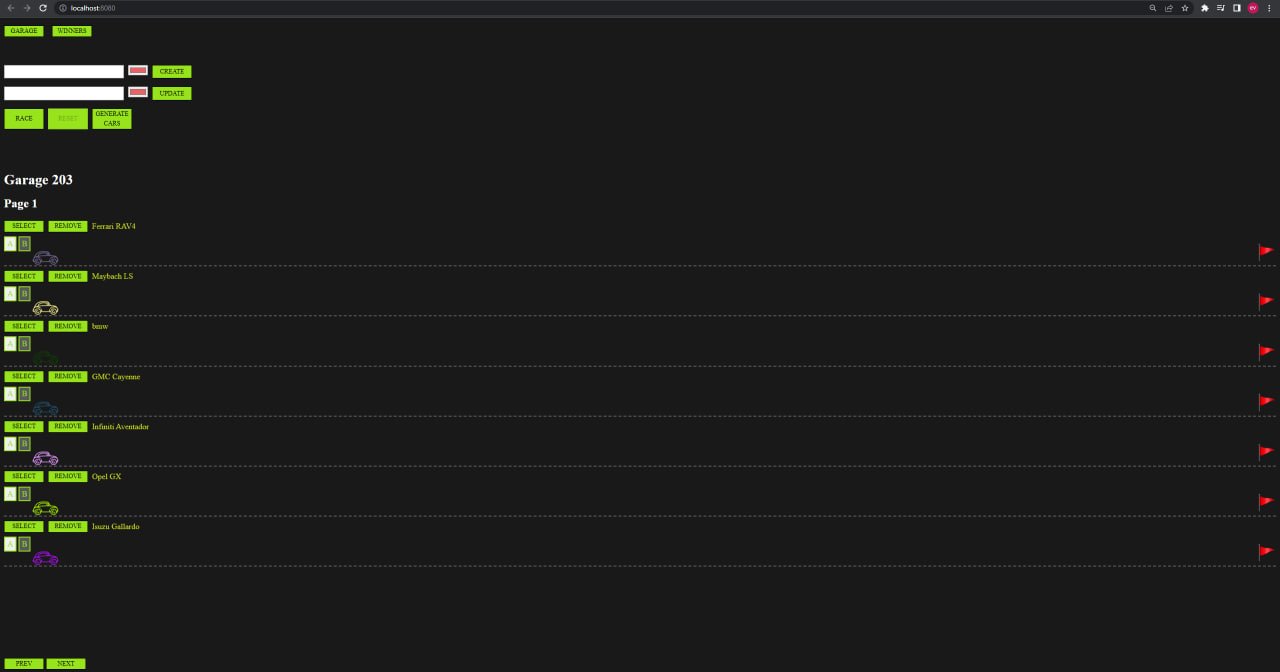 localhost:8080
ev
GARAGE WINNERS
CREATE
UPDATE
RACE RESET GENERATE CARS
Garage 203
Page 1
SELECT REMOVE Ferrari RAV4
A B
SELECT REMOVE Maybach LS
A B
SELECT REMOVE bmw
A B
SELECT REMOVE GMC Cayenne
A B
SELECT REMOVE Infiniti Aventador
A B
SELECT REMOVE Opel GX
A B
SELECT REMOVE Isuzu Gallardo
A B
PREV NEXT